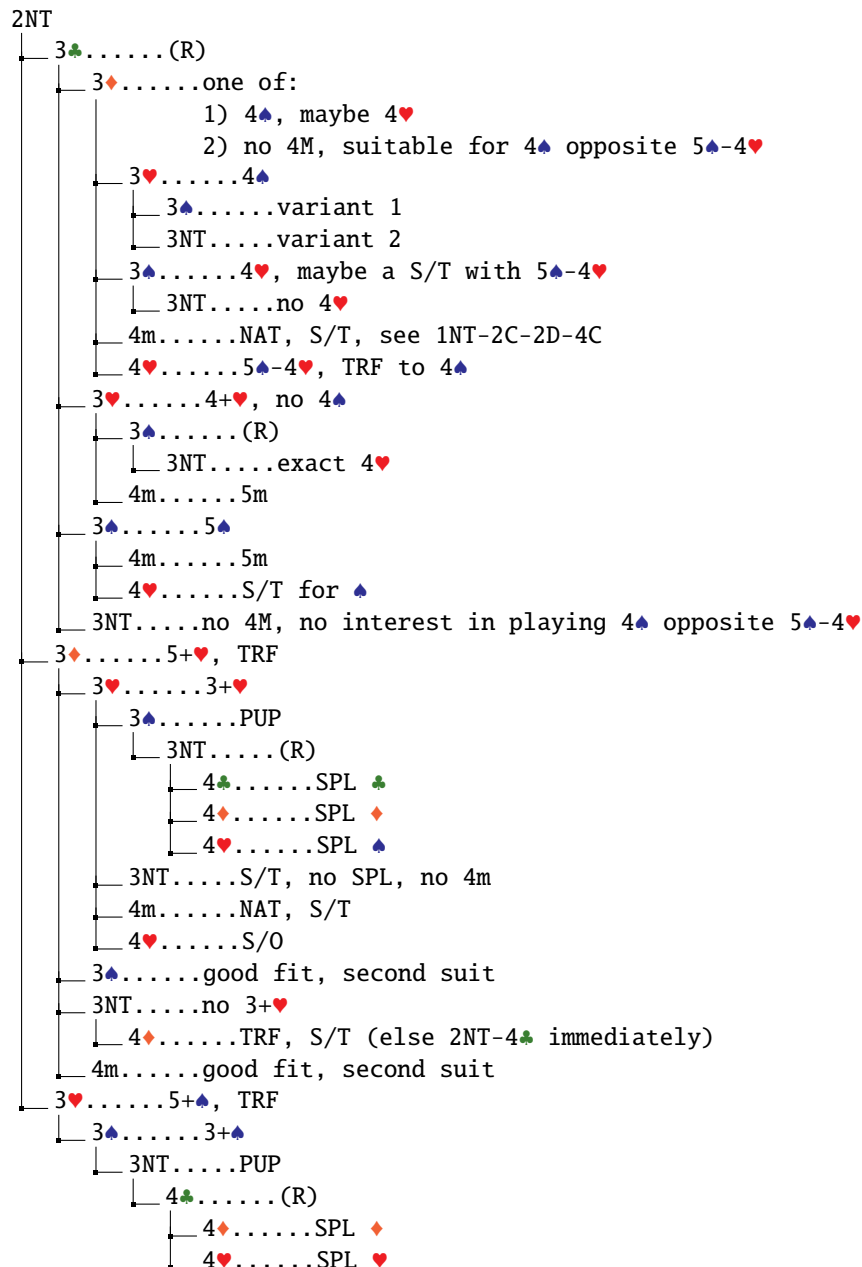 2NT
3♣......(R)
3♦......one of:
1) 4♠, maybe 4♥
2) no 4M, suitable for 4♠ opposite 5♠-4♥
3♥......4♠
3♠......variant 1
3NT.....variant 2
3♠......4♥, maybe a S/T with 5♠-4♥
3NT.....no 4♥
4m......NAT, S/T, see 1NT-2C-2D-4C
4♥......5♠-4♥, TRF to 4♠
3♥......4+♥, no 4♠
3♠......(R)
3NT.....exact 4♥
4m......5m
3♠......5♠
4m......5m
4♥......S/T for ♠
3NT.....no 4M, no interest in playing 4♠ opposite 5♠-4♥
3♦......5+♥, TRF
3♥......3+♥
3♠......PUP
3NT.....(R)
4♣......SPL ♣
4♦......SPL ♦
4♥......SPL ♠
3NT.....S/T, no SPL, no 4m
4m......NAT, S/T
4♥......S/O
3♠......good fit, second suit
3NT.....no 3+♥
4♦......TRF, S/T (else 2NT-4♣ immediately)
4m......good fit, second suit
3♥......5+♠, TRF
3♠......3+♠
3NT.....PUP
4♣......(R)
4♦......SPL ♦
4♥......SPL ♥